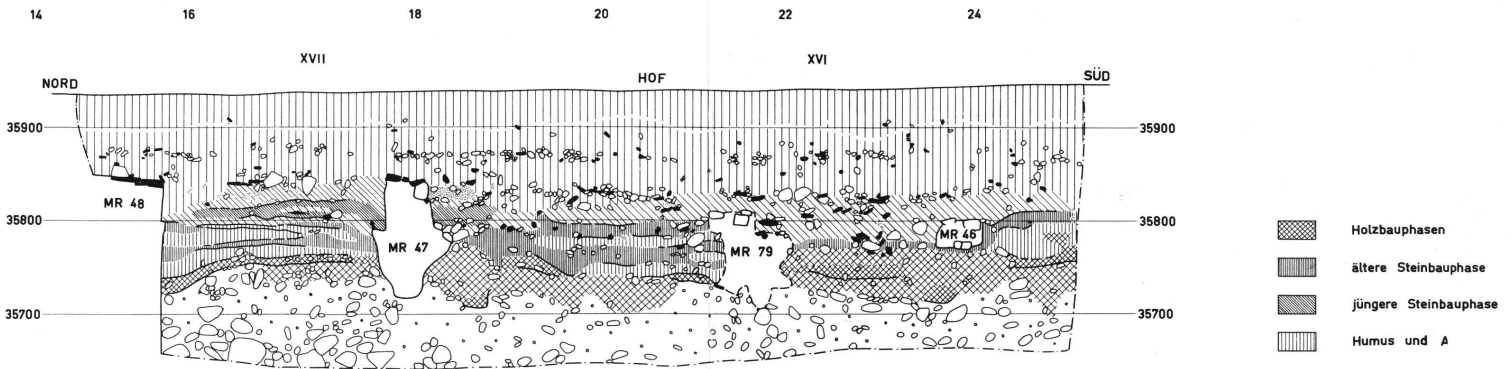 14 16 18 20 22 24
XVII XVI
NORD HOF SÜD
35900 35900
MR 48
35800 35800
MR 47 MR 79 MR 46
35700 35700
Holzbauphasen
ältere Steinbauphase
jüngere Steinbauphase
Humus und A